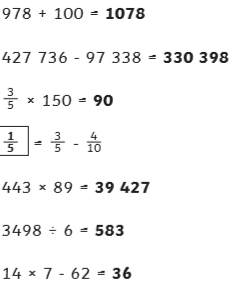 978 + 100 = 1078
427 736 - 97 338 = 330 398
3/5 × 150 = 90
1/5 = 3/5 - 4/10
443 × 89 = 39 427
3498 ÷ 6 = 583
14 × 7 - 62 = 36